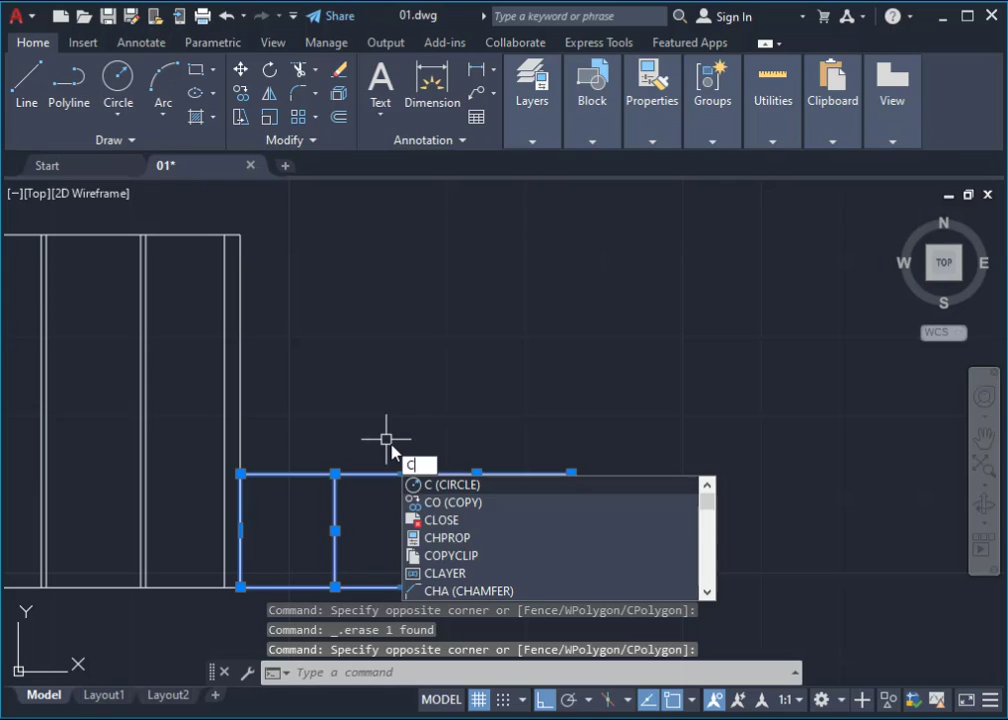 Share
01.dwg
Type a keyword or phrase
Sign In
Home
Insert
Annotate
Parametric
View
Manage
Output
Add-ins
Collaborate
Express Tools
Featured Apps
Line
Polyline
Circle
Arc
Text
Dimension
Layers
Block
Properties
Groups
Utilities
Clipboard
View
Draw
Modify
Annotation
Start
01*
[−][Top][2D Wireframe]
N
W
TOP
E
S
WCS
C
C (CIRCLE)
CO (COPY)
CLOSE
CHPROP
COPYCLIP
CLAYER
CHA (CHAMFER)
Command: Specify opposite corner or [Fence/WPolygon/CPolygon]:
Command: _.erase 1 found
Command: Specify opposite corner or [Fence/WPolygon/CPolygon]:
Type a command
Y
X
Model
Layout1
Layout2
MODEL
1:1